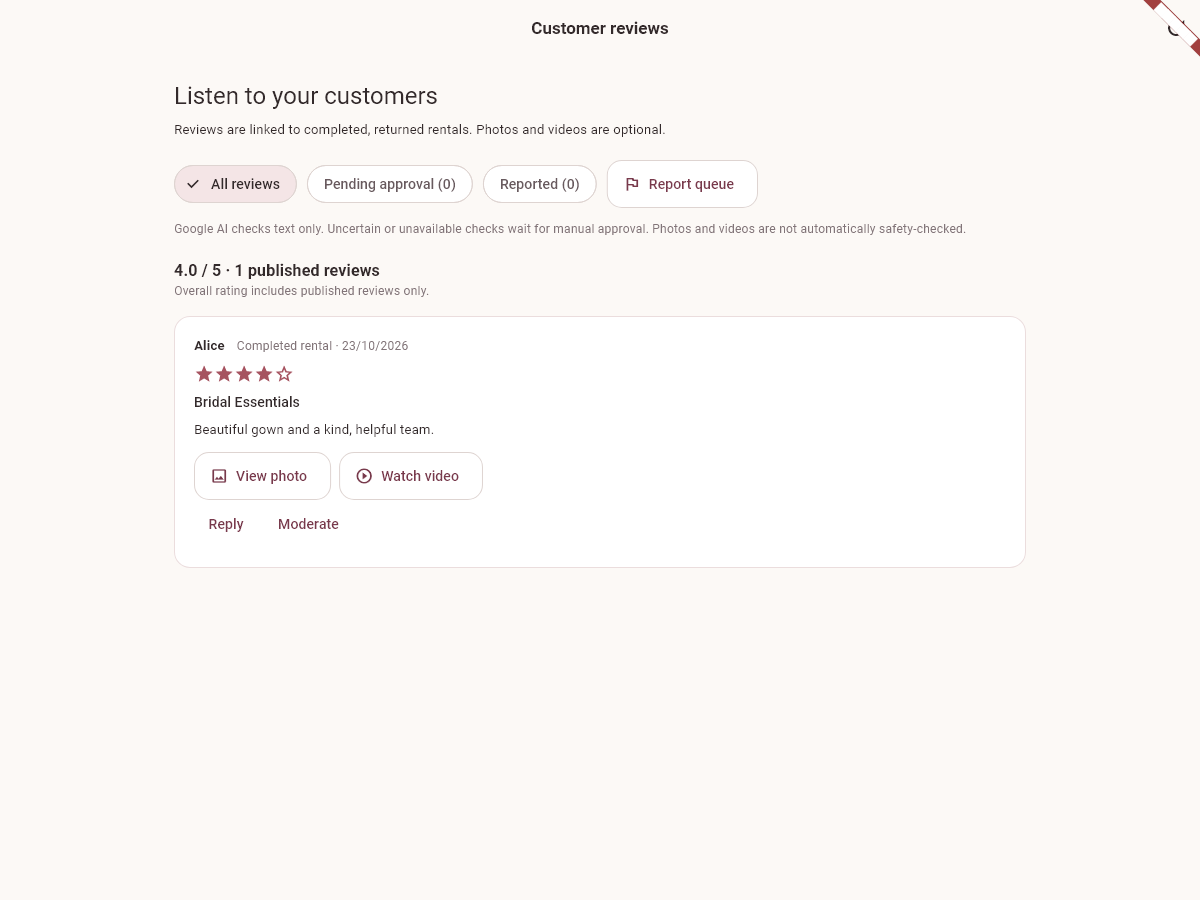 Customer reviews
Listen to your customers
Reviews are linked to completed, returned rentals. Photos and videos are optional.
All reviews
Pending approval (0)
Reported (0)
Report queue
Google AI checks text only. Uncertain or unavailable checks wait for manual approval. Photos and videos are not automatically safety-checked.
4.0 / 5 · 1 published reviews
Overall rating includes published reviews only.
Alice Completed rental · 23/10/2026
Bridal Essentials
Beautiful gown and a kind, helpful team.
View photo
Watch video
Reply
Moderate